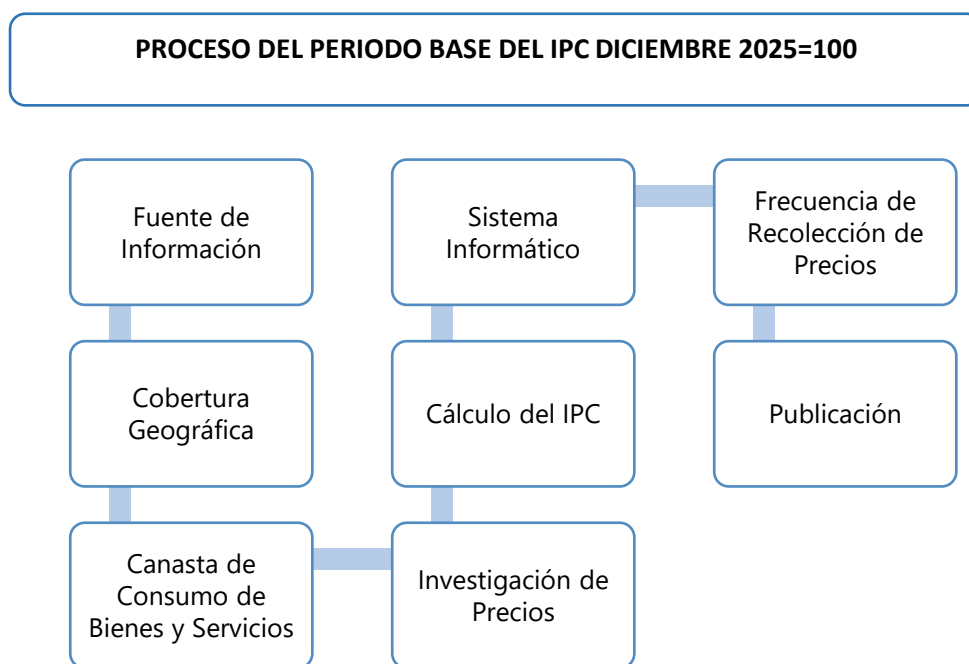 PROCESO DEL PERIODO BASE DEL IPC DICIEMBRE 2025=100
Fuente de
Información
Cobertura
Geográfica
Canasta de
Consumo de
Bienes y Servicios
Investigación de
Precios
Cálculo del IPC
Sistema
Informático
Frecuencia de
Recolección de
Precios
Publicación